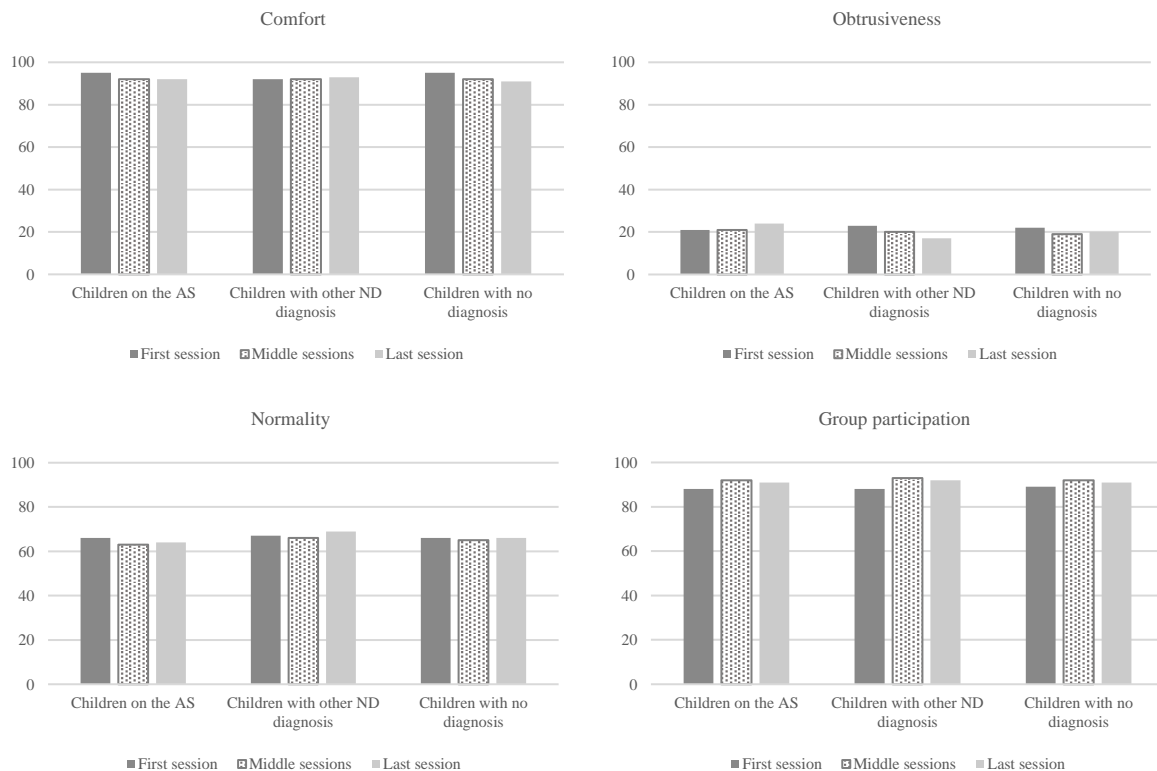 Comfort
100
80
60
40
20
0
Children on the AS
Children with other ND
diagnosis
Children with no
diagnosis
First session
Middle sessions
Last session
Obtrusiveness
100
80
60
40
20
0
Children on the AS
Children with other ND
diagnosis
Children with no
diagnosis
First session
Middle sessions
Last session
Normality
100
80
60
40
20
0
Children on the AS
Children with other ND
diagnosis
Children with no
diagnosis
First session
Middle sessions
Last session
Group participation
100
80
60
40
20
0
Children on the AS
Children with other ND
diagnosis
Children with no
diagnosis
First session
Middle sessions
Last session